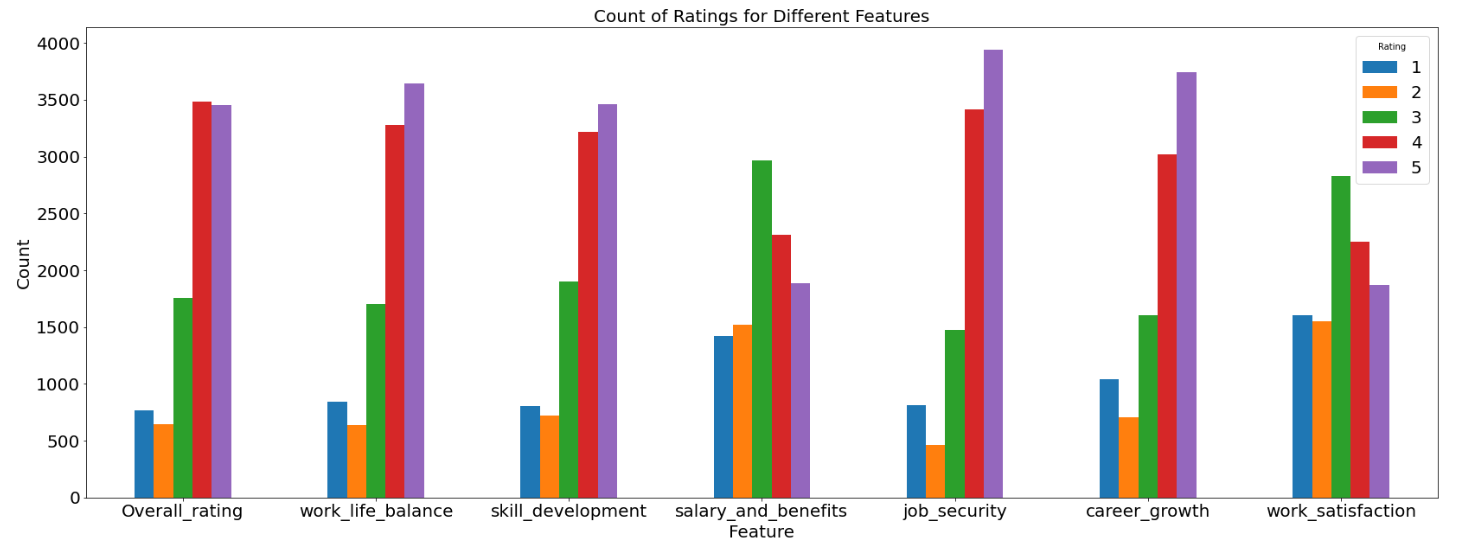 Count of Ratings for Different Features
Rating
1
2
3
4
5
Count
4000
3500
3000
2500
2000
1500
1000
500
0
Overall_rating work_life_balance skill_development salary_and_benefits job_security career_growth work_satisfaction
Feature